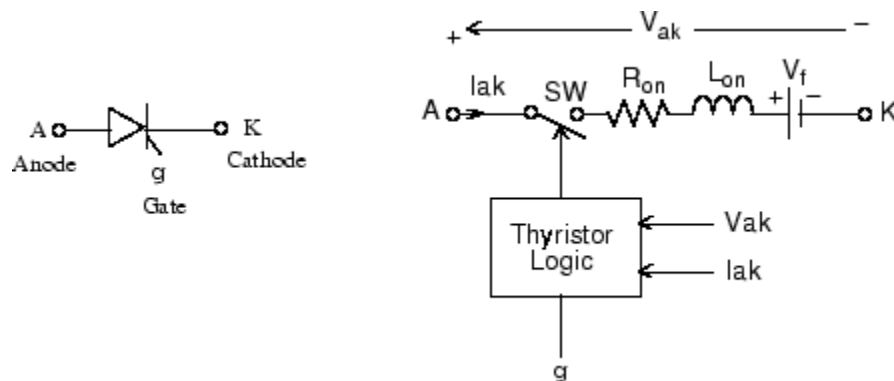 A
Anode
g
Gate
K
Cathode
+ Vak −
Iak
A
SW
Ron
Lon
Vf
+ −
K
Thyristor
Logic
Vak
Iak
g